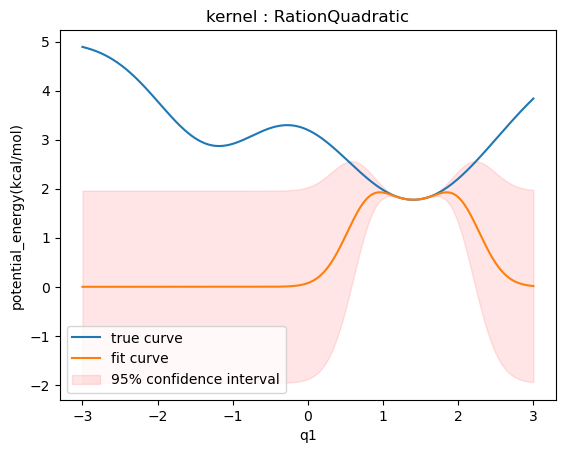 kernel : RationQuadratic
potential_energy(kcal/mol)
5
4
3
2
1
0
−1
−2
true curve
fit curve
95% confidence interval
−3 −2 −1 0 1 2 3
q1